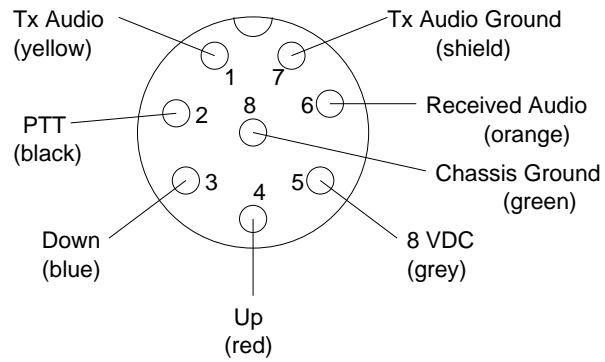 Tx Audio
(yellow)
Tx Audio Ground
(shield)
1
7
8
PTT
(black)
2
6
Received Audio
(orange)
Chassis Ground
(green)
3
4
5
Down
(blue)
8 VDC
(grey)
Up
(red)